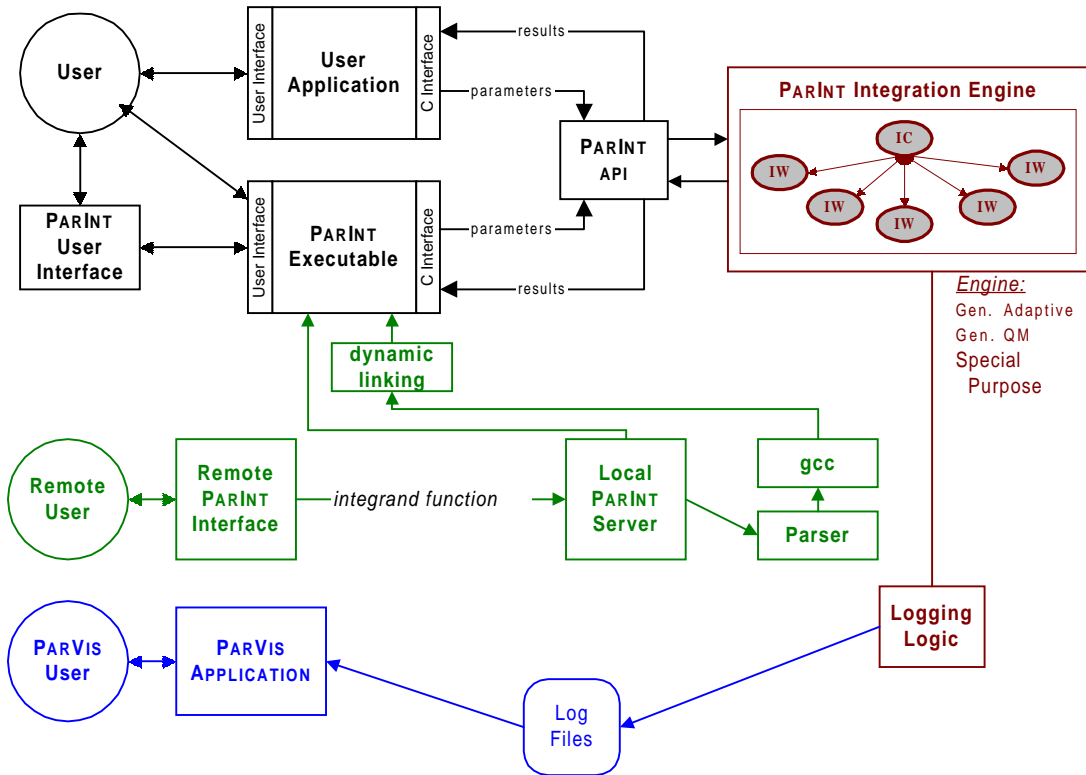 User
User Interface
User
Application
C Interface
results
parameters
PARINT
API
PARINT Integration Engine
IC
IW
IW
IW
IW
IW
PARINT
User
Interface
User Interface
PARINT
Executable
C Interface
parameters
results
Engine:
Gen. Adaptive
Gen. QM
Special
Purpose
dynamic
linking
Remote
User
Remote
PARINT
Interface
integrand function
Local
PARINT
Server
gcc
Parser
PARVIS
User
PARVIS
APPLICATION
Log
Files
Logging
Logic